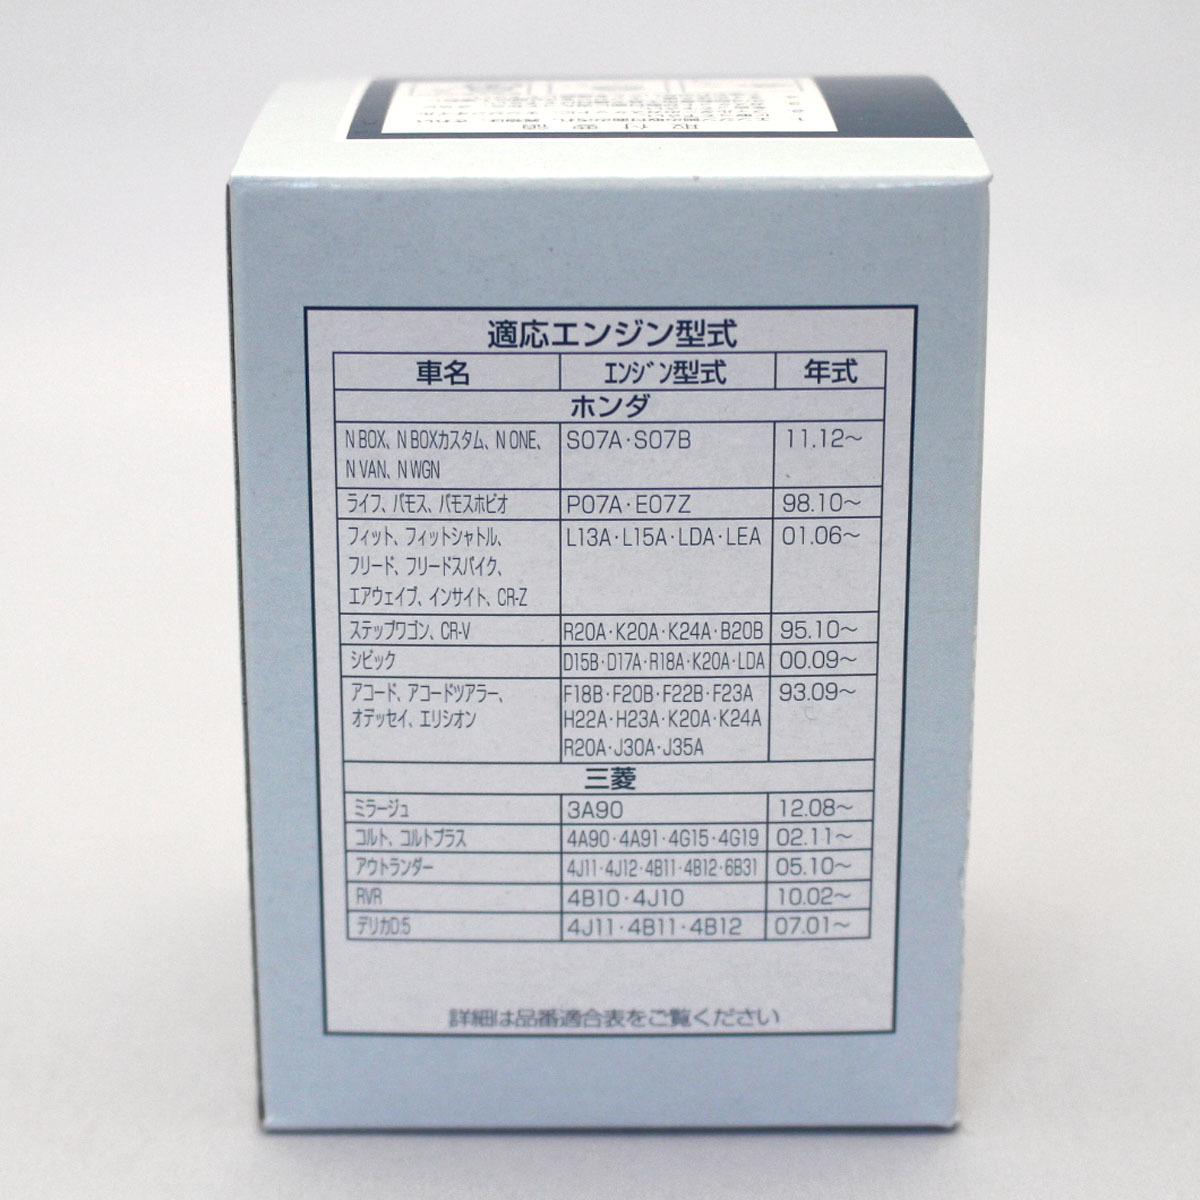 取付要領
適応エンジン型式
車名 エンジン型式 年式
ホンダ
N BOX、N BOXカスタム、N ONE、 S07A・S07B 11.12～
N VAN、N WGN
ライフ、バモス、バモスホビオ P07A・E07Z 98.10～
フィット、フィットシャトル、 L13A・L15A・LDA・LEA 01.06～
フリード、フリードスパイク、
エアウェイブ、インサイト、CR-Z
ステップワゴン、CR-V R20A・K20A・K24A・B20B 95.10～
シビック D15B・D17A・R18A・K20A・LDA 00.09～
アコード、アコードツアラー、 F18B・F20B・F22B・F23A 93.09～
オデッセイ、エリシオン H22A・H23A・K20A・K24A
R20A・J30A・J35A
三菱
ミラージュ 3A90 12.08～
コルト、コルトプラス 4A90・4A91・4G15・4G19 02.11～
アウトランダー 4J11・4J12・4B11・4B12・6B31 05.10～
RVR 4B10・4J10 10.02～
デリカD:5 4J11・4B11・4B12 07.01～
詳細は品番適合表をご覧ください